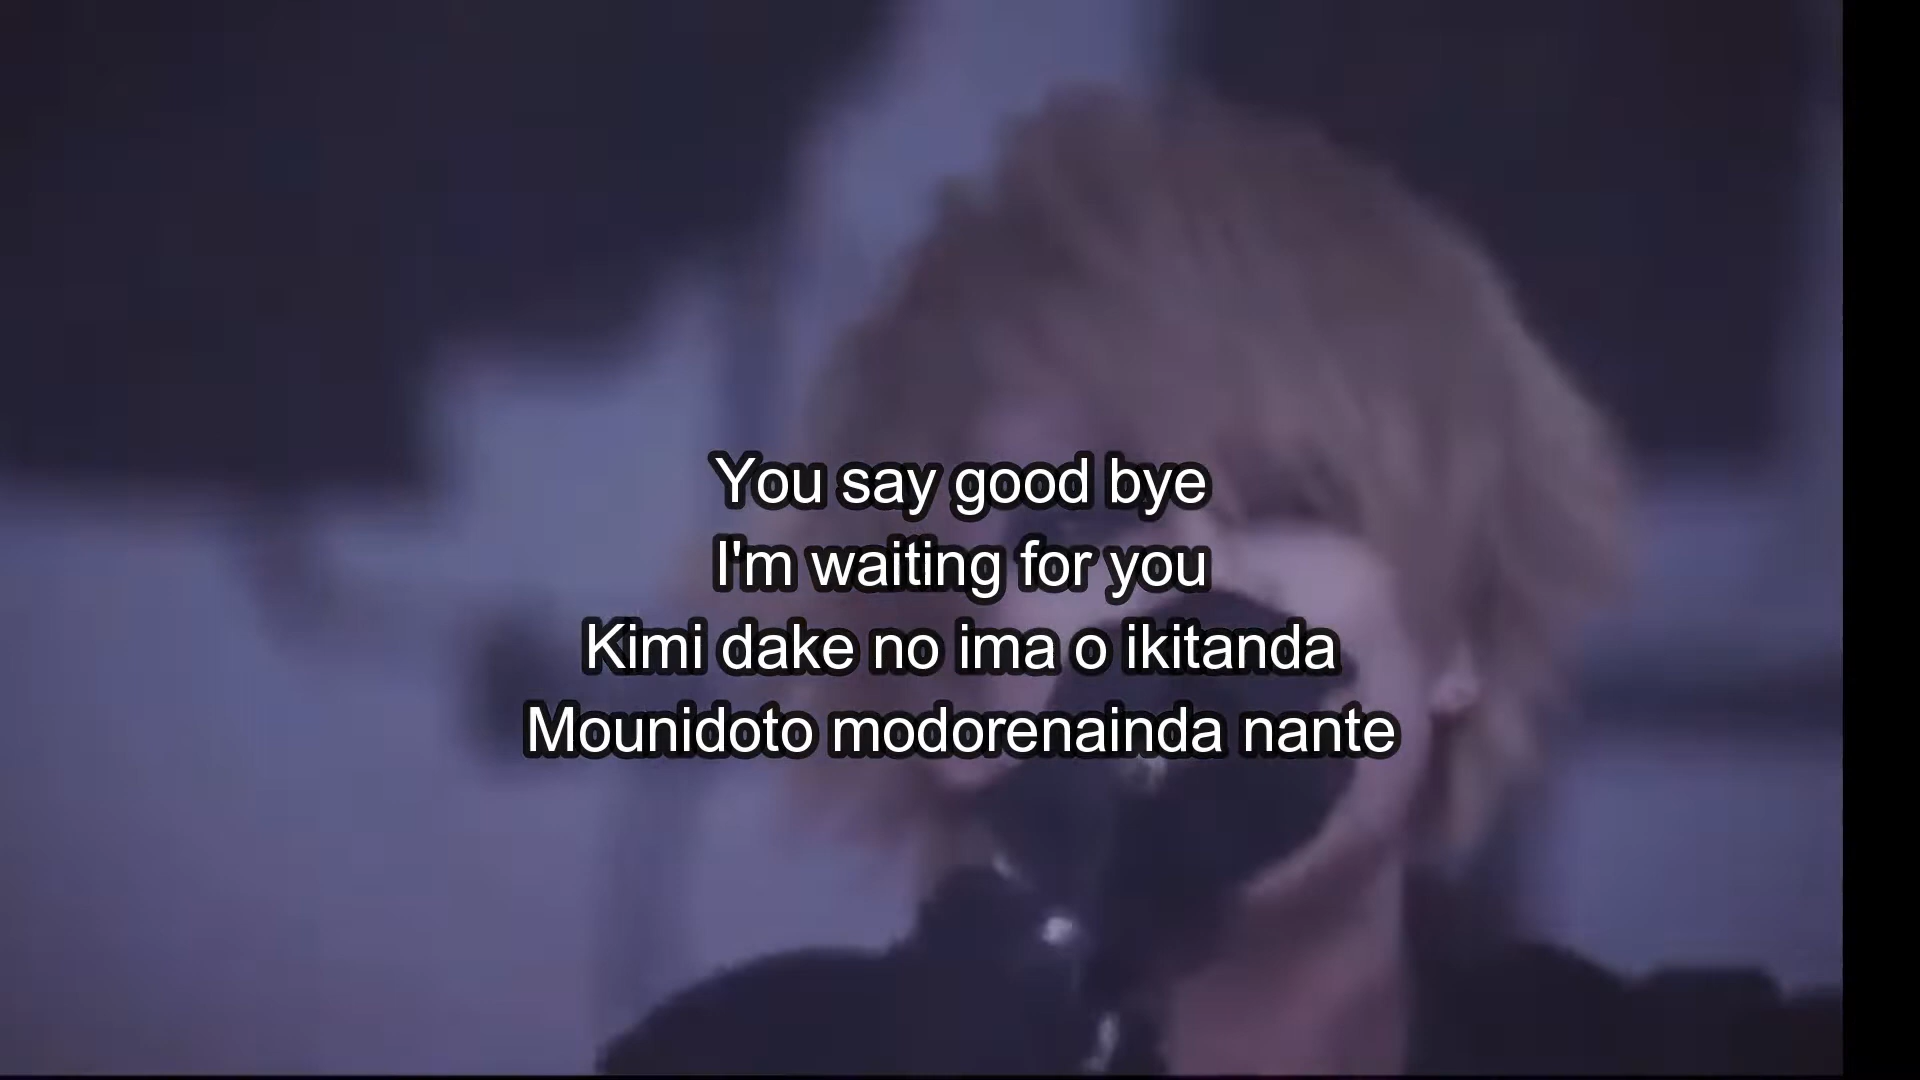 You say good bye
I'm waiting for you
Kimi dake no ima o ikitanda
Mounidoto modorenainda nante